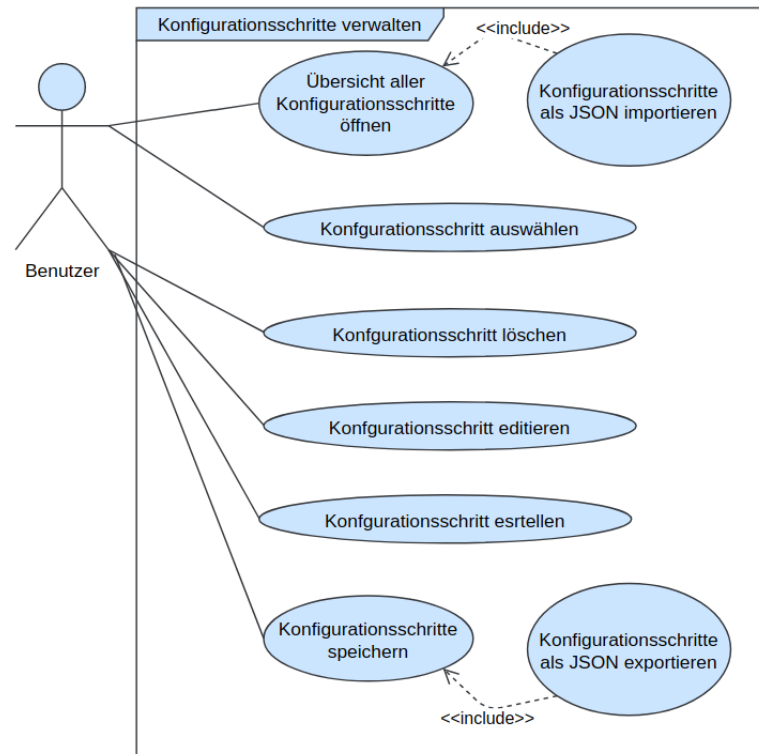 Konfigurationsschritte verwalten
<<include>>
Übersicht aller
Konfigurationsschritte
öffnen
Konfigurationsschritte
als JSON importieren
Konfgurationsschritt auswählen
Benutzer
Konfgurationsschritt löschen
Konfgurationsschritt editieren
Konfgurationsschritt esrtellen
Konfigurationsschritte
speichern
Konfigurationsschritte
als JSON exportieren
<<include>>